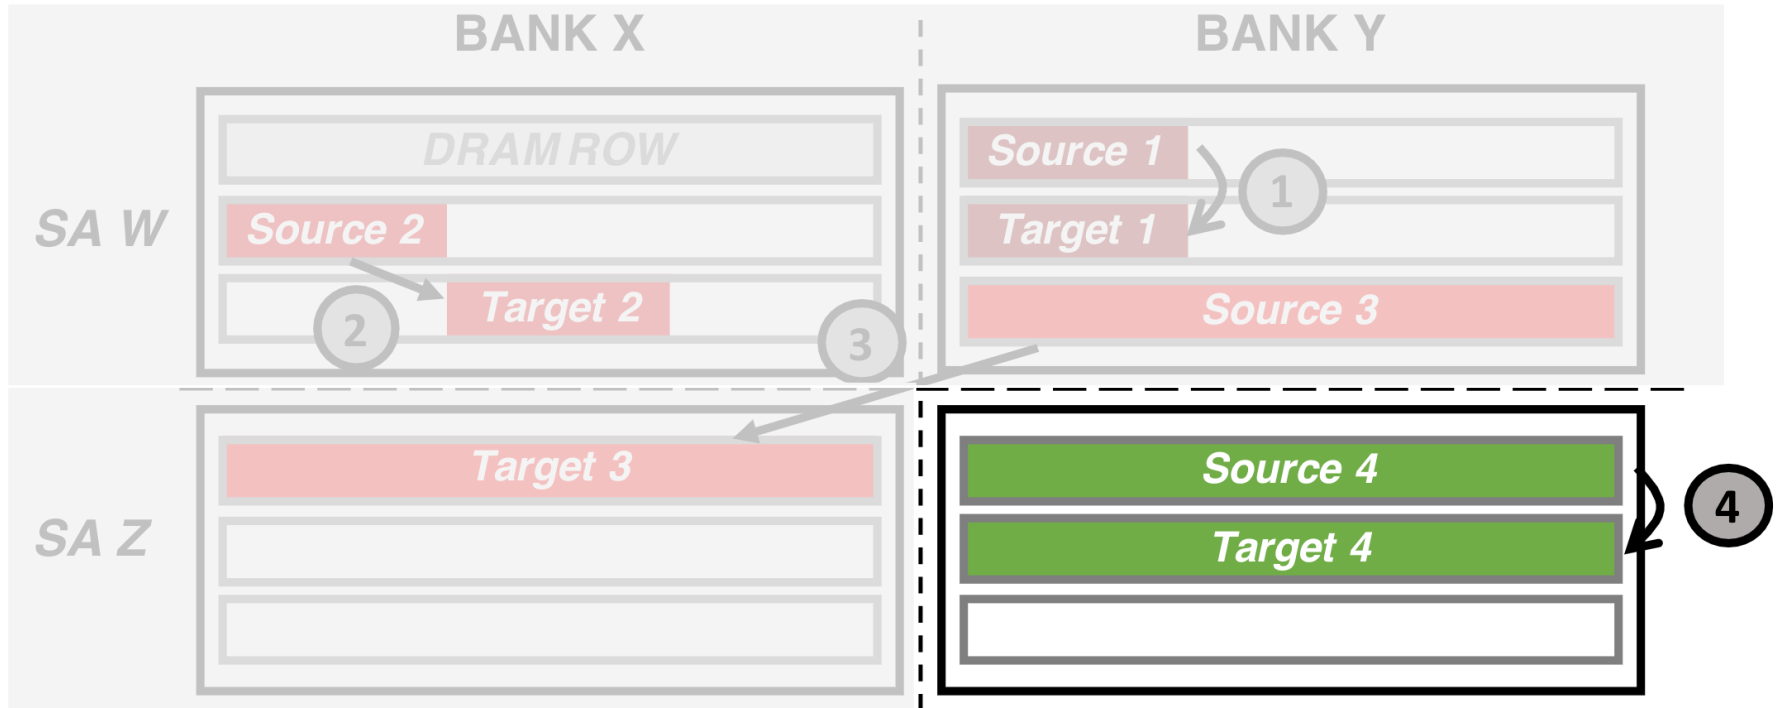 BANK X
BANK Y
SA W
DRAM ROW
Source 2
Target 2
2
3
Source 1
Target 1
1
Source 3
SA Z
Target 3
Source 4
Target 4
4